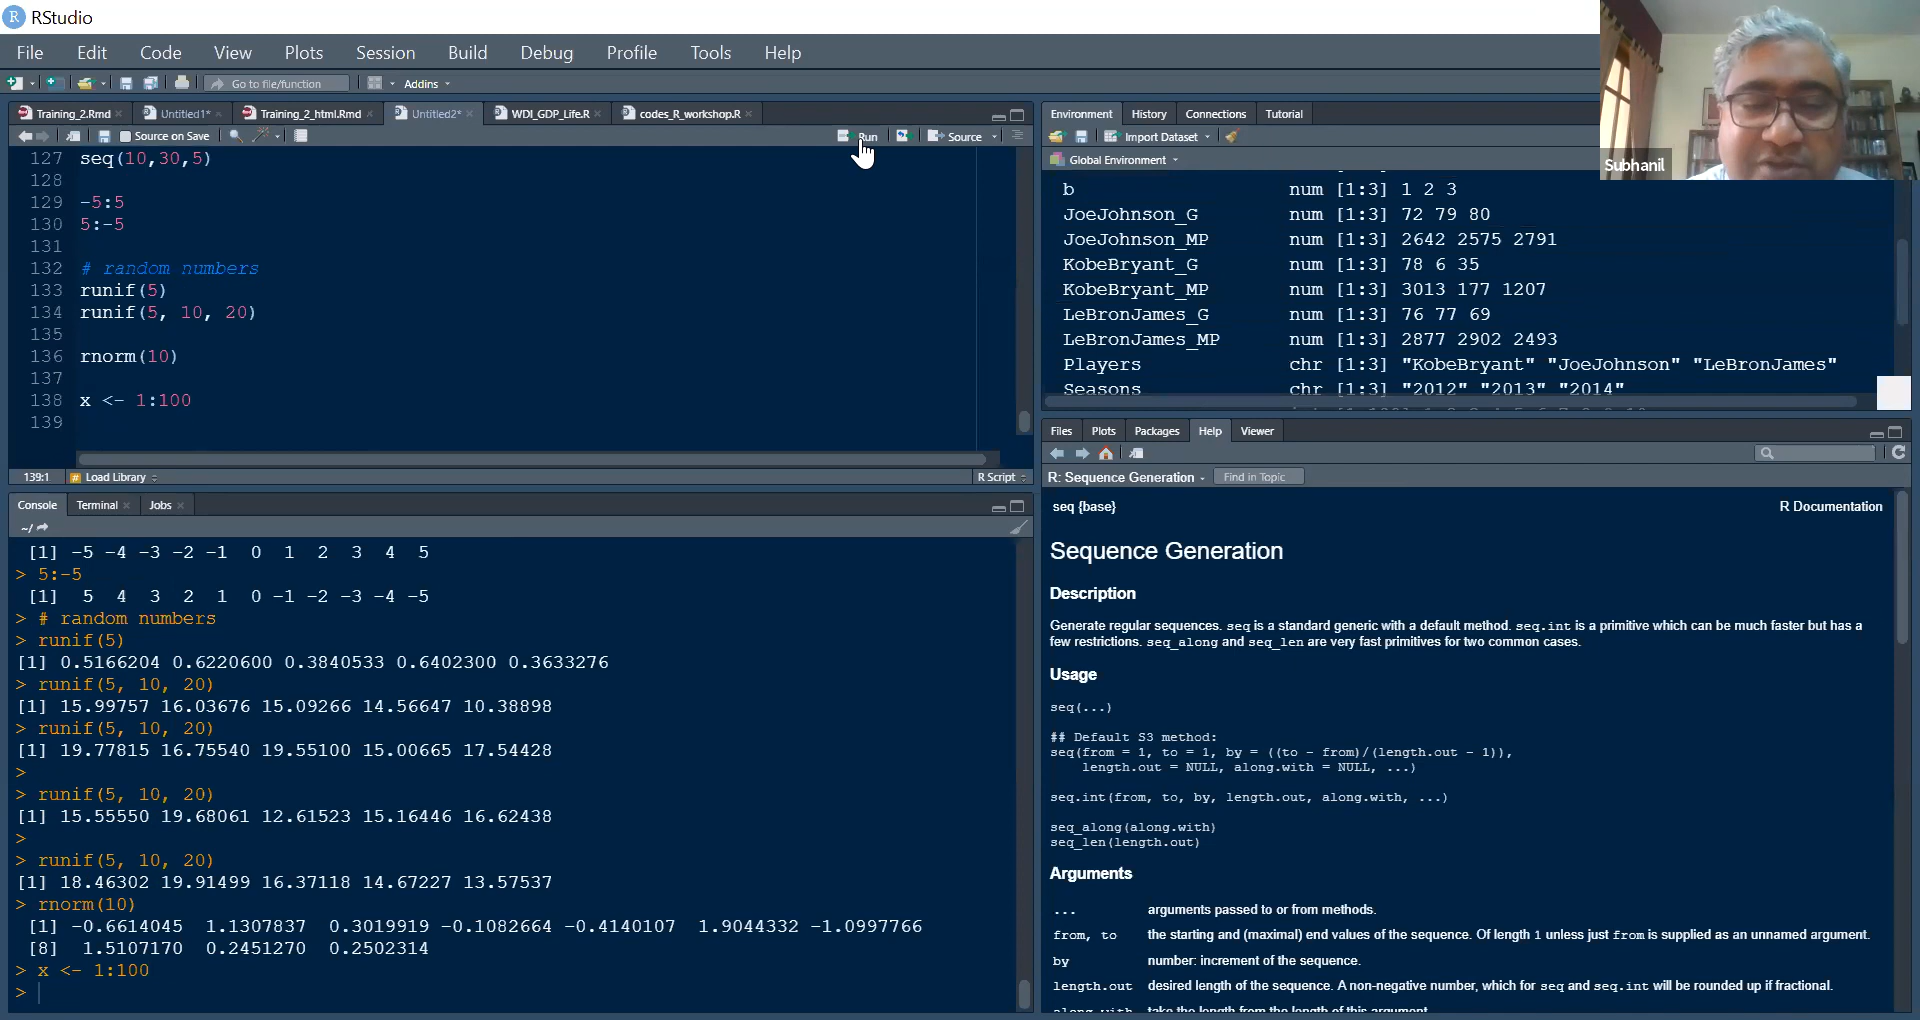 RStudio
File Edit Code View Plots Session Build Debug Profile Tools Help
Go to file/function Addins
Training_2.Rmd Untitled1* Training_2_html.Rmd Untitled2* WDI_GDP_Life.R codes_R_workshop.R
Source on Save Run Source
127 seq(10,30,5)
128
129 -5:5
130 5:-5
131
132 # random numbers
133 runif(5)
134 runif(5, 10, 20)
135
136 rnorm(10)
137
138 x <- 1:100
139
139:1 # Load Library R Script
Console Terminal Jobs
~/
[1] -5 -4 -3 -2 -1 0 1 2 3 4 5
> 5:-5
[1] 5 4 3 2 1 0 -1 -2 -3 -4 -5
> # random numbers
> runif(5)
[1] 0.5166204 0.6220600 0.3840533 0.6402300 0.3633276
> runif(5, 10, 20)
[1] 15.99757 16.03676 15.09266 14.56647 10.38898
> runif(5, 10, 20)
[1] 19.77815 16.75540 19.55100 15.00665 17.54428
>
> runif(5, 10, 20)
[1] 15.55550 19.68061 12.61523 15.16446 16.62438
>
> runif(5, 10, 20)
[1] 18.46302 19.91499 16.37118 14.67227 13.57537
> rnorm(10)
[1] -0.6614045 1.1307837 0.3019919 -0.1082664 -0.4140107 1.9044332 -1.0997766
[8] 1.5107170 0.2451270 0.2502314
> x <- 1:100
>
Environment History Connections Tutorial
Import Dataset
Global Environment
b num [1:3] 1 2 3
JoeJohnson_G num [1:3] 72 79 80
JoeJohnson_MP num [1:3] 2642 2575 2791
KobeBryant_G num [1:3] 78 6 35
KobeBryant_MP num [1:3] 3013 177 1207
LeBronJames_G num [1:3] 76 77 69
LeBronJames_MP num [1:3] 2877 2902 2493
Players chr [1:3] "KobeBryant" "JoeJohnson" "LeBronJames"
Seasons chr [1:3] "2012" "2013" "2014"
Subhanil
Files Plots Packages Help Viewer
R: Sequence Generation Find in Topic
seq {base} R Documentation
Sequence Generation
Description
Generate regular sequences. seq is a standard generic with a default method. seq.int is a primitive which can be much faster but has a
few restrictions. seq_along and seq_len are very fast primitives for two common cases.
Usage
seq(...)
## Default S3 method:
seq(from = 1, to = 1, by = ((to - from)/(length.out - 1)),
length.out = NULL, along.with = NULL, ...)
seq.int(from, to, by, length.out, along.with, ...)
seq_along(along.with)
seq_len(length.out)
Arguments
... arguments passed to or from methods.
from, to the starting and (maximal) end values of the sequence. Of length 1 unless just from is supplied as an unnamed argument.
by number: increment of the sequence.
length.out desired length of the sequence. A non-negative number, which for seq and seq.int will be rounded up if fractional.
along.with take the length from the length of this argument.